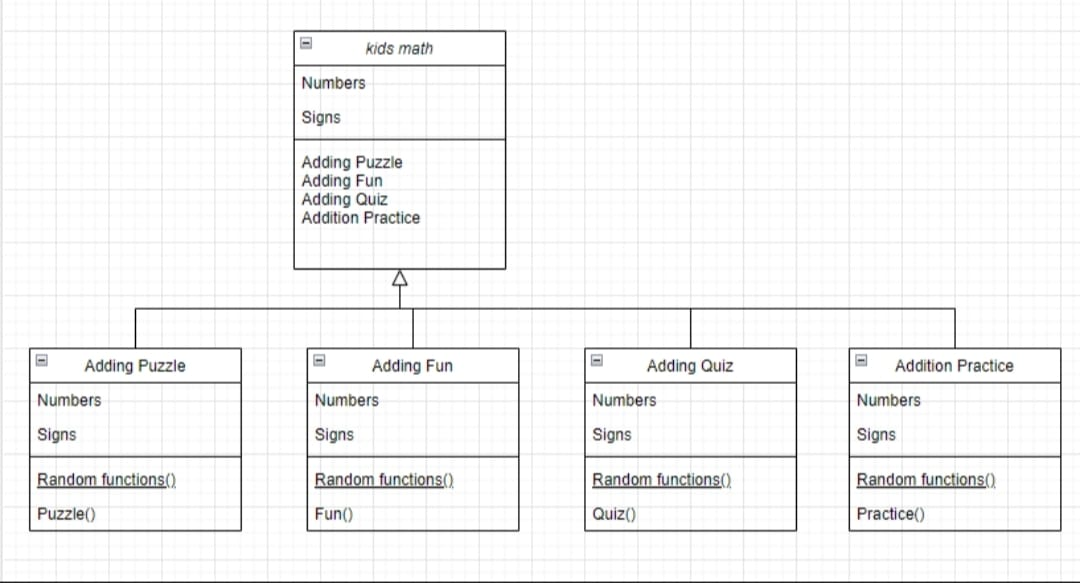 kids math
Numbers
Signs
Adding Puzzle
Adding Fun
Adding Quiz
Addition Practice
Adding Puzzle
Numbers
Signs
Random functions()
Puzzle()
Adding Fun
Numbers
Signs
Random functions()
Fun()
Adding Quiz
Numbers
Signs
Random functions()
Quiz()
Addition Practice
Numbers
Signs
Random functions()
Practice()